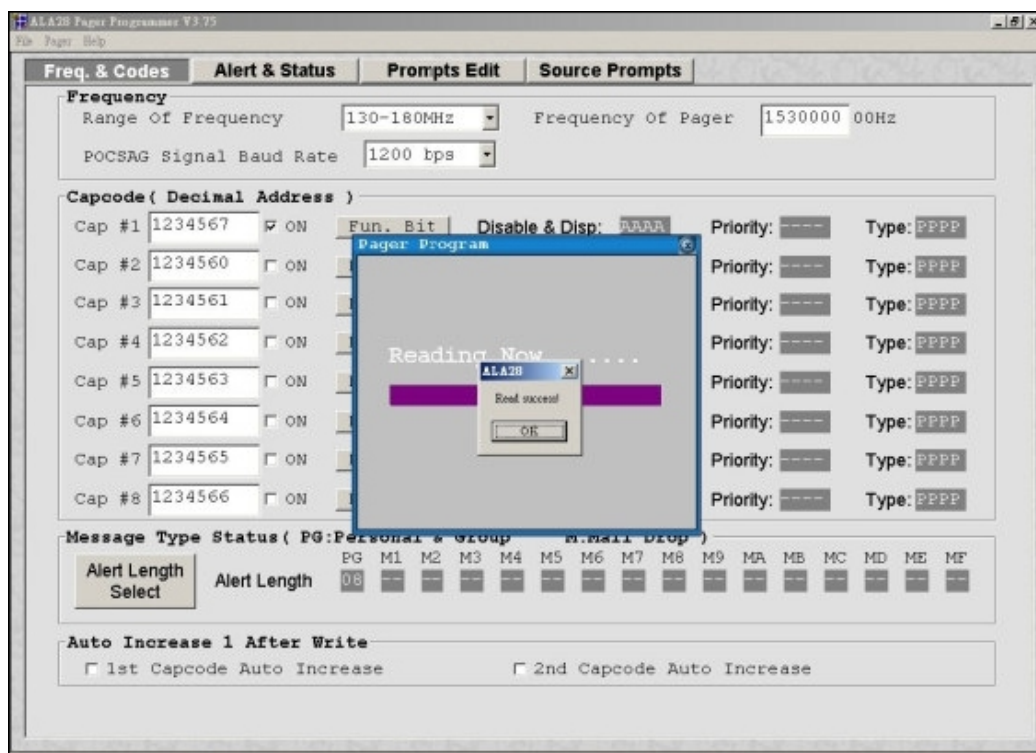 ALA28 Pager Programmer V3.75
File Pager Help
Freq. & Codes Alert & Status Prompts Edit Source Prompts
Frequency
Range Of Frequency 130-180MHz Frequency Of Pager 1530000 00Hz
POCSAG Signal Baud Rate 1200 bps
Capcode( Decimal Address )
Cap #1 1234567 ON Fun. Bit Disable & Disp: AAAA Priority: ---- Type: PPPP
Cap #2 1234560 ON Priority: ---- Type: PPPP
Cap #3 1234561 ON Priority: ---- Type: PPPP
Cap #4 1234562 ON Priority: ---- Type: PPPP
Cap #5 1234563 ON Priority: ---- Type: PPPP
Cap #6 1234564 ON Priority: ---- Type: PPPP
Cap #7 1234565 ON Priority: ---- Type: PPPP
Cap #8 1234566 ON Priority: ---- Type: PPPP
Pager Program
Reading Now ....
ALA28
Read success!
OK
Message Type Status( PG:Personal & Group M:Mail Drop )
PG M1 M2 M3 M4 M5 M6 M7 M8 M9 MA MB MC MD ME MF
Alert Length Select
Alert Length 08 -- -- -- -- -- -- -- -- -- -- -- -- -- -- --
Auto Increase 1 After Write
1st Capcode Auto Increase 2nd Capcode Auto Increase